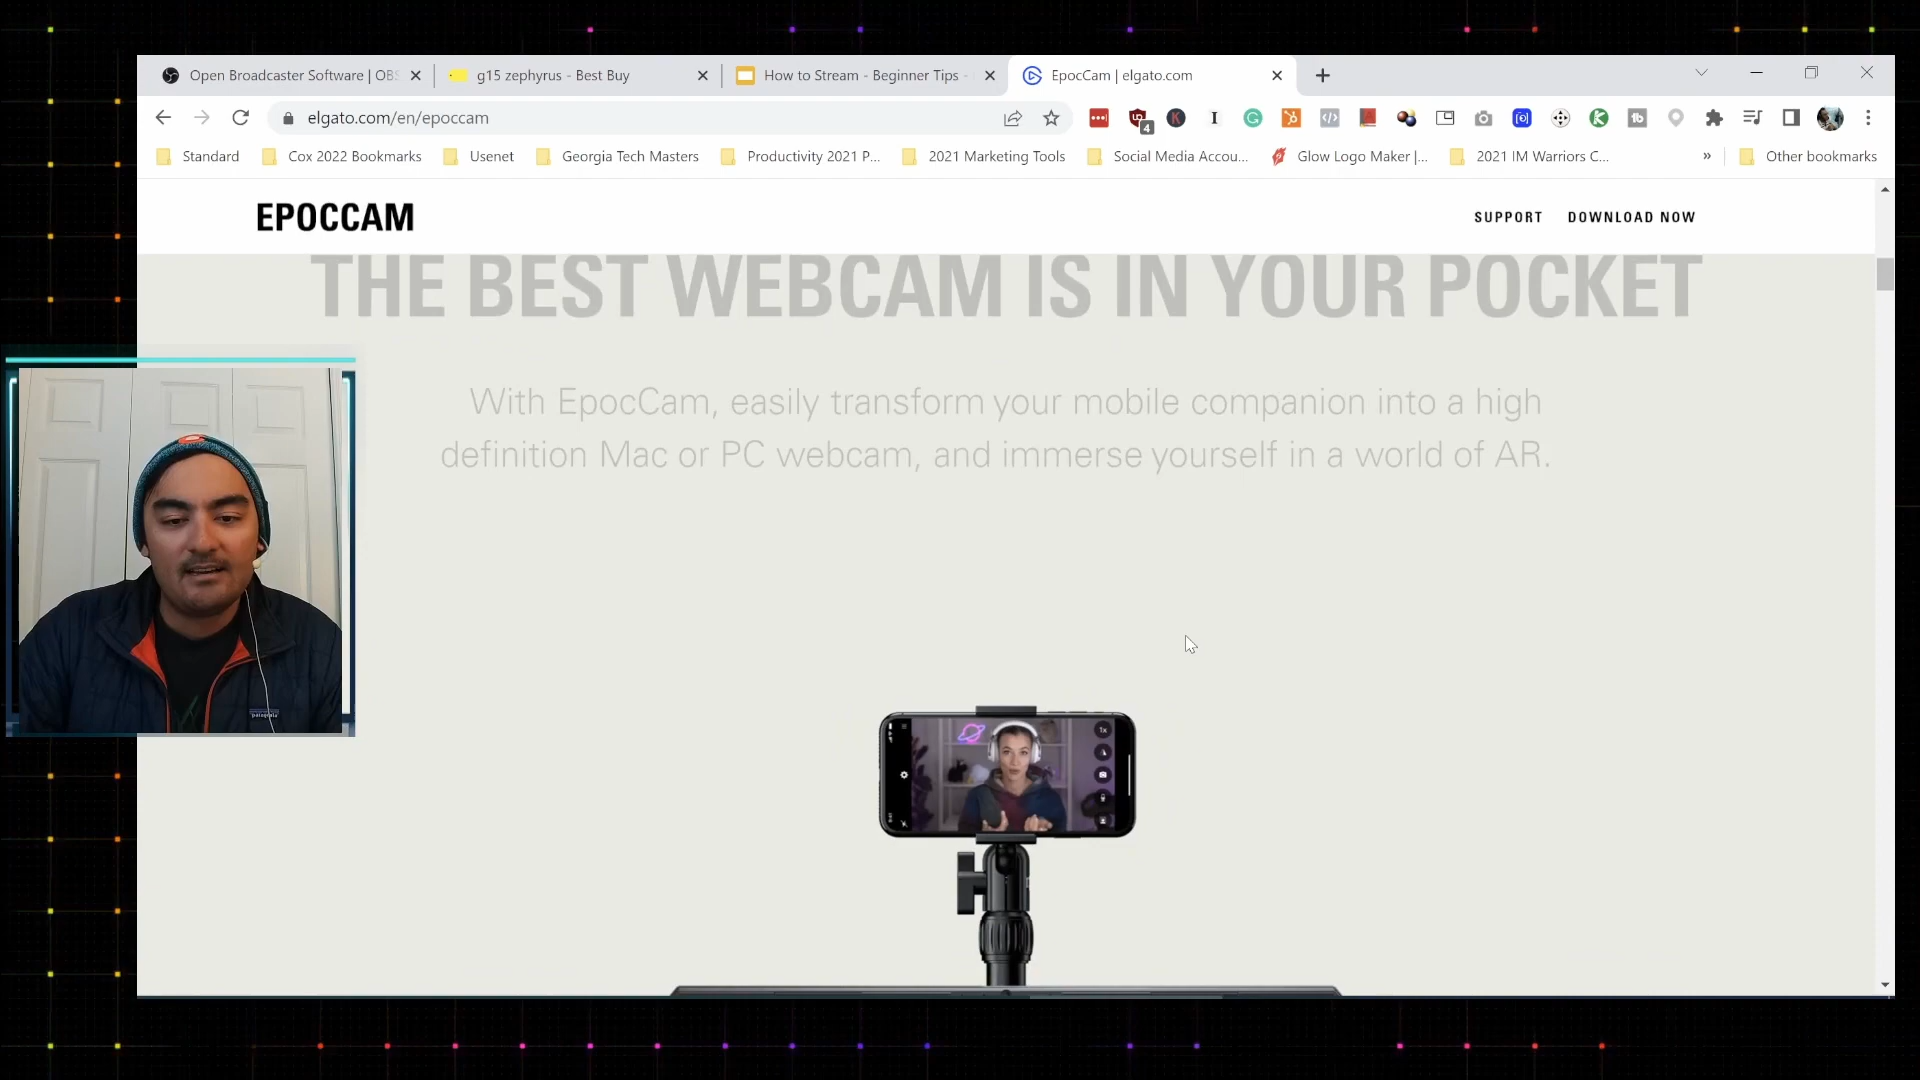 Open Broadcaster Software | OBS
g15 zephyrus - Best Buy
How to Stream - Beginner Tips -
EpocCam | elgato.com
elgato.com/en/epoccam
4
Standard
Cox 2022 Bookmarks
Usenet
Georgia Tech Masters
Productivity 2021 P...
2021 Marketing Tools
Social Media Accou...
Glow Logo Maker |...
2021 IM Warriors C...
»
Other bookmarks
EPOCCAM
SUPPORT
DOWNLOAD NOW
THE BEST WEBCAM IS IN YOUR POCKET
With EpocCam, easily transform your mobile companion into a high
definition Mac or PC webcam, and immerse yourself in a world of AR.
1x
patagonia